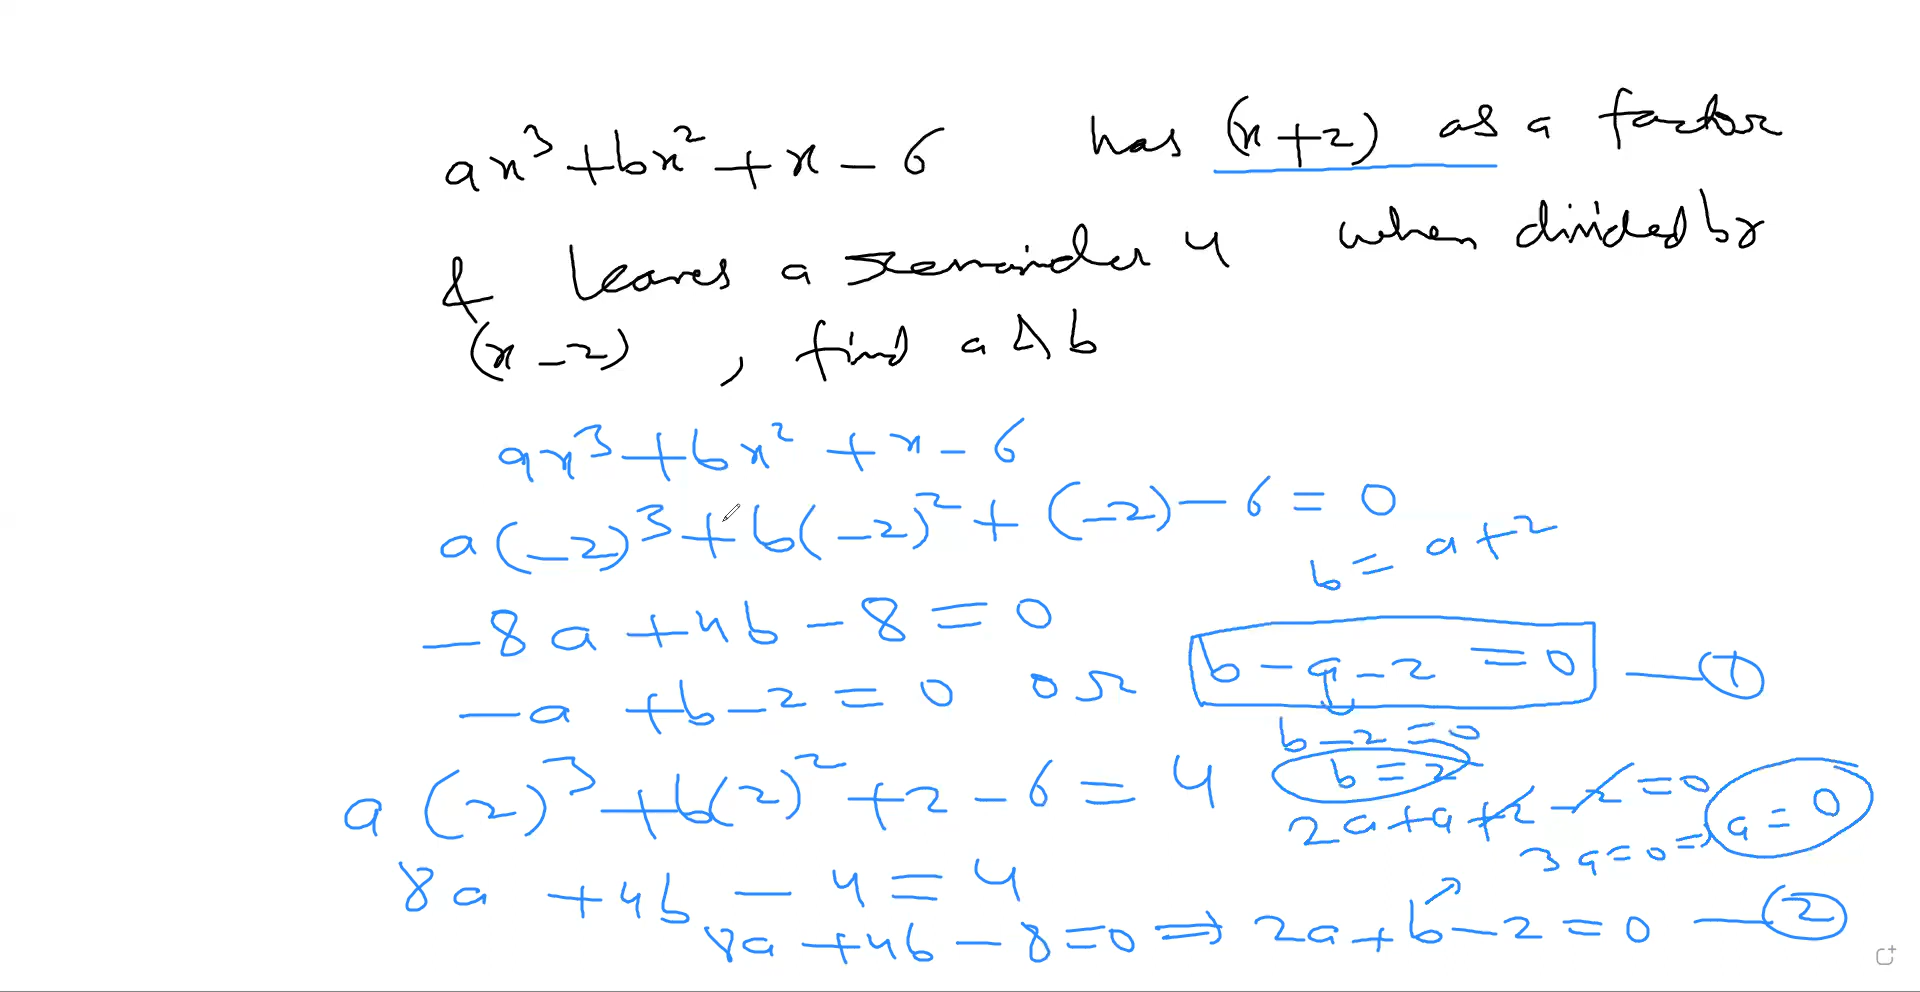 ax³ + bx² + x - 6 has (x+2) as a factor
& leaves a remainder 4 when divided by
(x-2), find a & b
ax³ + bx² + x - 6
a(-2)³ + b(-2)² + (-2) - 6 = 0
b = a + 2
-8a + 4b - 8 = 0
-a + b - 2 = 0 or b - a - 2 = 0 — ①
b - 2 = 0
b = 2
a(2)³ + b(2)² + 2 - 6 = 4
2a + a + 2 - 2 = 0
3a = 0 ⇒ a = 0
8a + 4b - 4 = 4
8a + 4b - 8 = 0 ⇒ 2a + b - 2 = 0 — ②